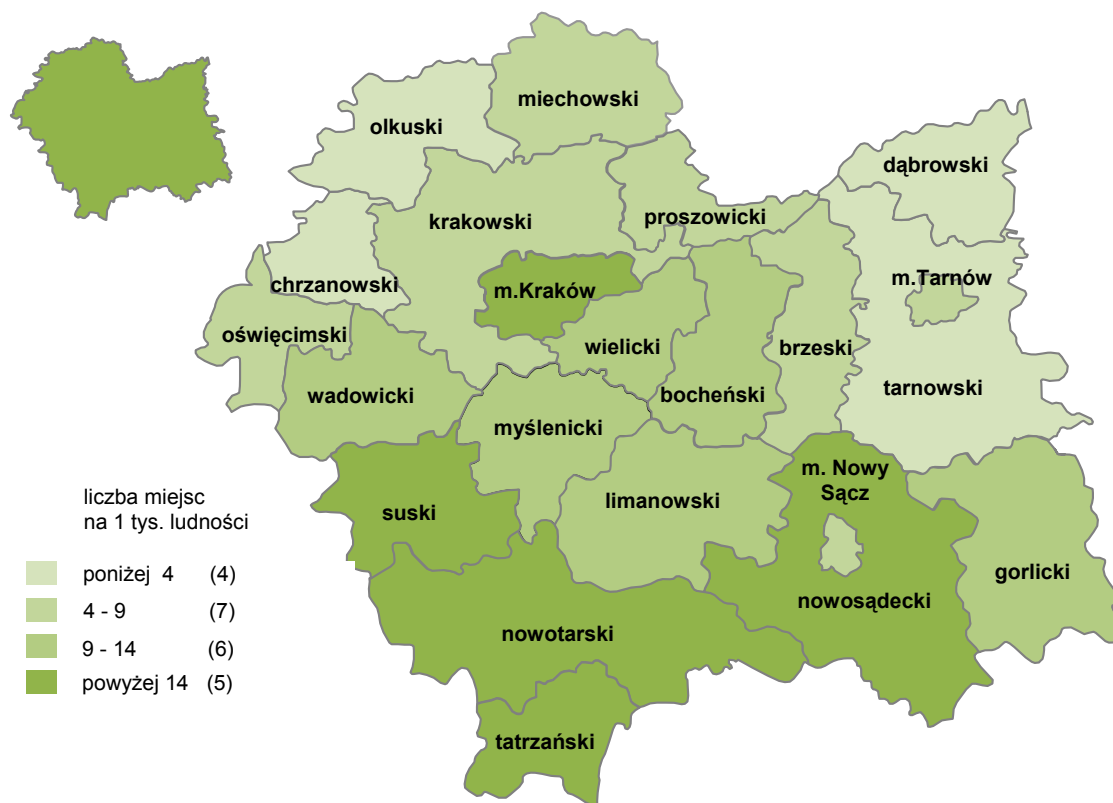 miechowski
olkuski
dąbrowski
krakowski
proszowicki
chrzanowski
m.Kraków
m.Tarnów
oświęcimski
wielicki
brzeski
wadowicki
bocheński
tarnowski
myślenicki
m. Nowy
Sącz
limanowski
suski
gorlicki
nowosądecki
nowotarski
tatrzański
liczba miejsc
na 1 tys. ludności
poniżej 4 (4)
4 - 9 (7)
9 - 14 (6)
powyżej 14 (5)